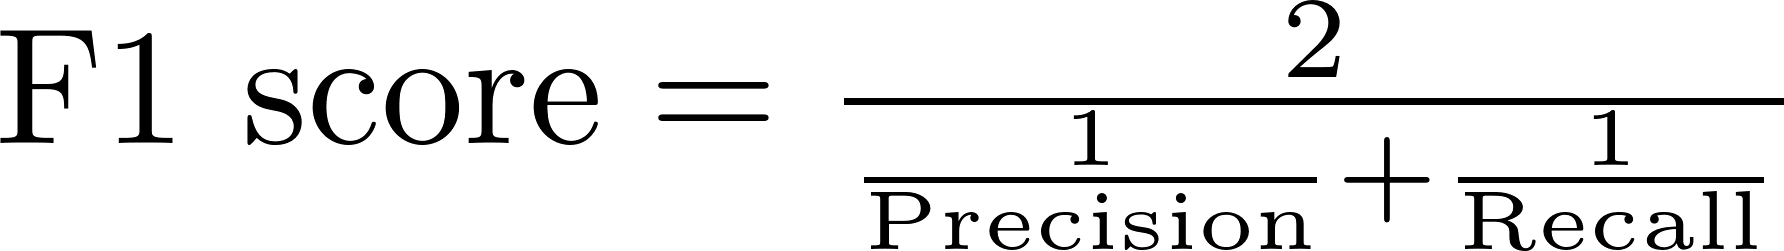 F1 score = 2 / (1/Precision + 1/Recall)